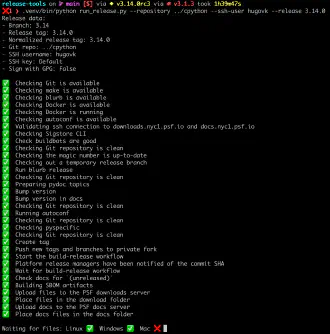 release-tools on main [$] via v3.14.0rc3 via v3.1.3 took 1h39m47s
❯ .venv/bin/python run_release.py --repository ../cpython --ssh-user hugovk --release 3.14.0
Release data:
- Branch: 3.14
- Release tag: 3.14.0
- Normalized release tag: 3.14.0
- Git repo: ../cpython
- SSH username: hugovk
- SSH key: Default
- Sign with GPG: False
✅ Checking Git is available
✅ Checking make is available
✅ Checking blurb is available
✅ Checking Docker is available
✅ Checking Docker is running
✅ Checking autoconf is available
✅ Validating ssh connection to downloads.nyc1.psf.io and docs.nyc1.psf.io
✅ Checking Sigstore CLI
✅ Check buildbots are good
✅ Checking Git repository is clean
✅ Checking the magic number is up-to-date
✅ Checking out a temporary release branch
✅ Run blurb release
✅ Checking Git repository is clean
✅ Preparing pydoc topics
✅ Bump version
✅ Bump version in docs
✅ Checking Git repository is clean
✅ Running autoconf
✅ Checking Git repository is clean
✅ Checking pyspecific
✅ Checking Git repository is clean
✅ Create tag
✅ Push new tags and branches to private fork
✅ Start the build-release workflow
✅ Platform release managers have been notified of the commit SHA
✅ Wait for build-release workflow
✅ Check docs for `(unreleased)`
✅ Building SBOM artifacts
✅ Upload files to the PSF downloads server
✅ Place files in the download folder
✅ Upload docs to the PSF docs server
✅ Place docs files in the docs folder
Waiting for files: Linux ✅ Windows ✅ Mac ❌